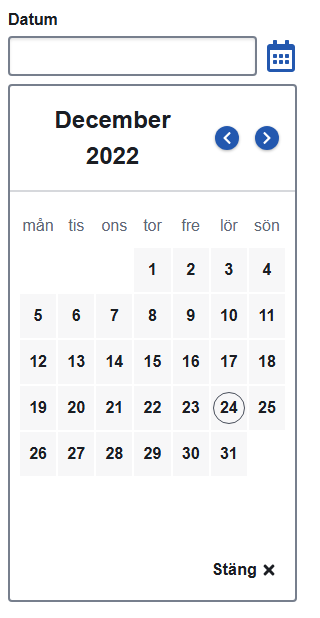 Datum
December
2022
mån tis ons tor fre lör sön
1 2 3 4
5 6 7 8 9 10 11
12 13 14 15 16 17 18
19 20 21 22 23 24 25
26 27 28 29 30 31
Stäng